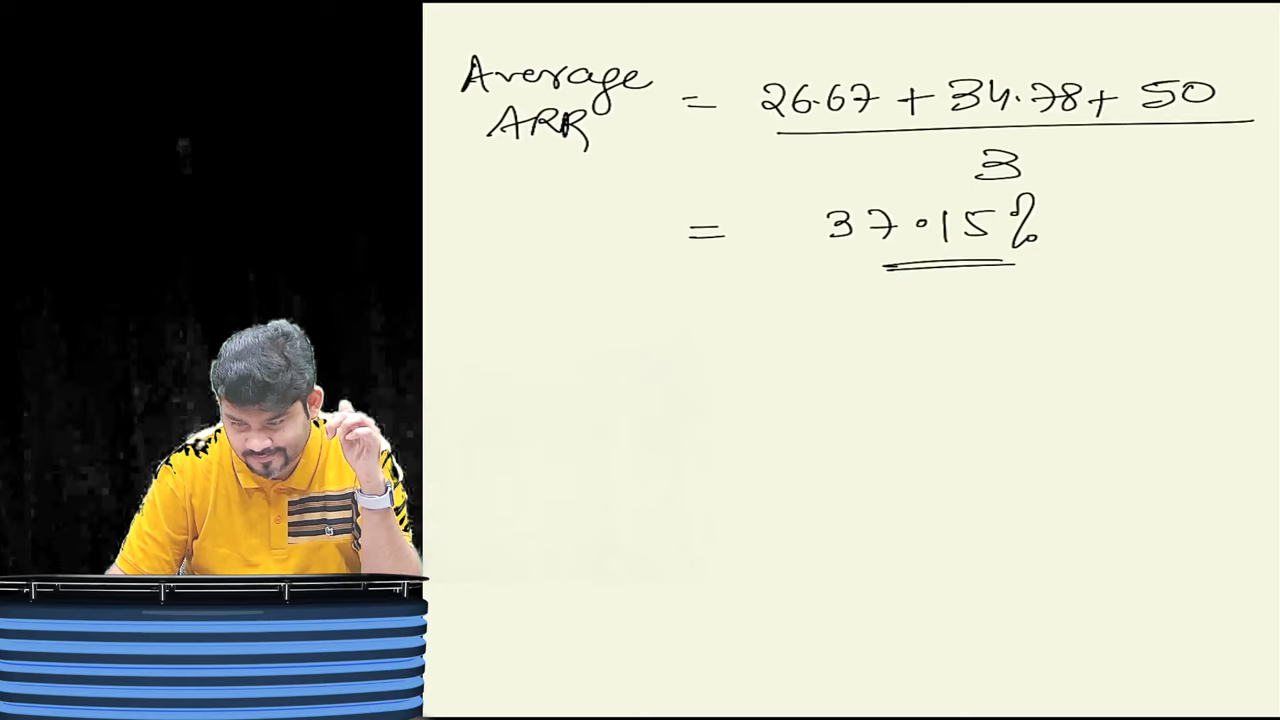 Average
ARR = 26.67 + 34.78 + 50
3
= 37.15%